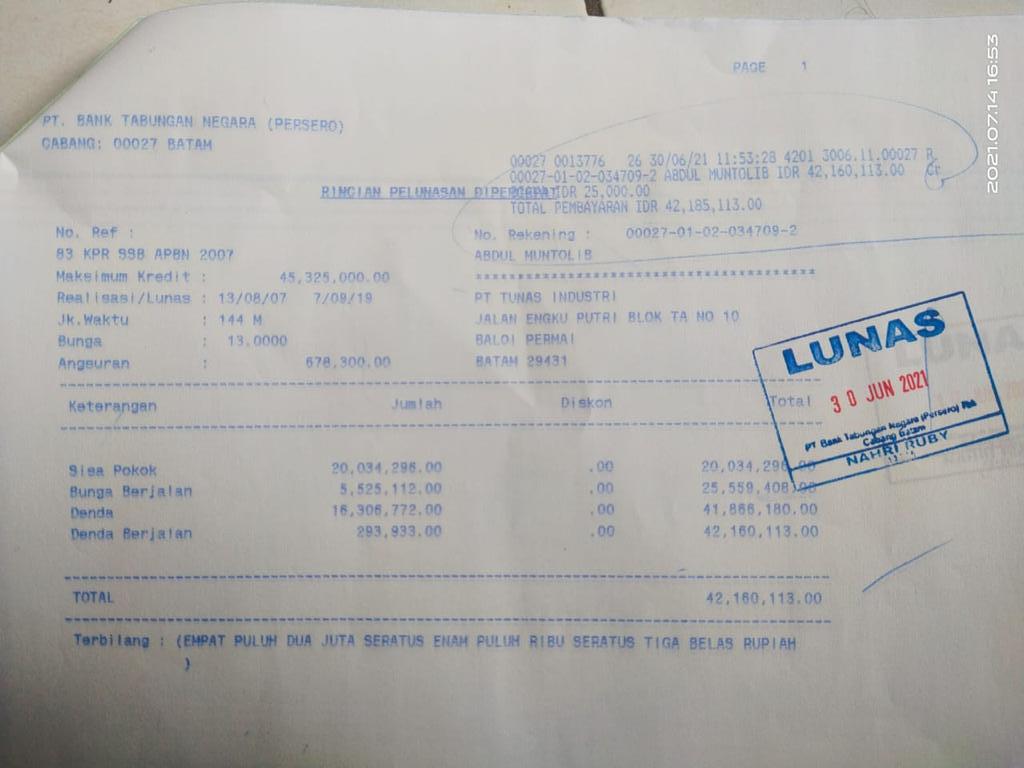 2021.07.14 16:53
PAGE 1
PT. BANK TABUNGAN NEGARA (PERSERO)
CABANG: 00027 BATAM
00027 0013776 26 30/06/21 11:53:28 4201 3006.11.00027 R
00027-01-02-034709-2 ABDUL MUNTOLIB IDR 42,160,113.00 Cr
RINCIAN PELUNASAN IDR 25,000.00
TOTAL PEMBAYARAN IDR 42,185,113.00
No. Ref : No. Rekening : 00027-01-02-034709-2
83 KPR SSB APBN 2007 ABDUL MUNTOLIB
Maksimum Kredit : 45,325,000.00 ************************************************
Realisasi/Lunas : 13/08/07 7/09/19 PT TUNAS INDUSTRI
Jk.Waktu : 144 M JALAN ENGKU PUTRI BLOK TA NO 10
Bunga : 13.0000 BALOI PERMAI
Angsuran : 678,300.00 BATAM 29431
LUNAS
30 JUN 2021
PT Bank Tabungan Negara (Persero) Tbk
Cabang Batam
NAHRI RUBY
Keterangan Jumlah Diskon Total
Sisa Pokok 20,034,296.00 .00 20,034,296.00
Bunga Berjalan 5,525,112.00 .00 25,559,408.00
Denda 16,306,772.00 .00 41,866,180.00
Denda Berjalan 293,933.00 .00 42,160,113.00
TOTAL 42,160,113.00
Terbilang : (EMPAT PULUH DUA JUTA SERATUS ENAM PULUH RIBU SERATUS TIGA BELAS RUPIAH
)